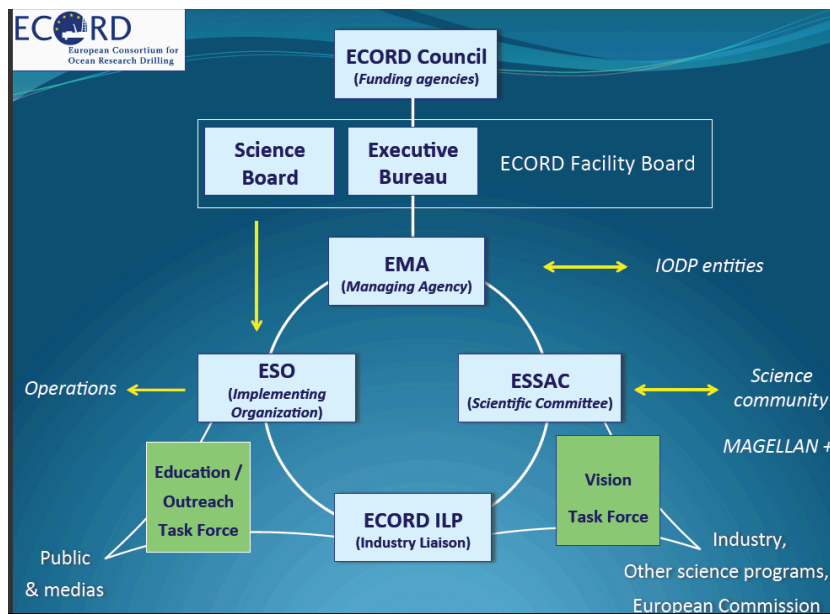 ECORD
European Consortium for
Ocean Research Drilling
ECORD Council
(Funding agencies)
Science
Board
Executive
Bureau
ECORD Facility Board
EMA
(Managing Agency)
IODP entities
Operations
ESO
(Implementing
Organization)
ESSAC
(Scientific Committee)
Science
community
MAGELLAN +
Education /
Outreach
Task Force
Vision
Task Force
ECORD ILP
(Industry Liaison)
Public
& medias
Industry,
Other science programs,
European Commission